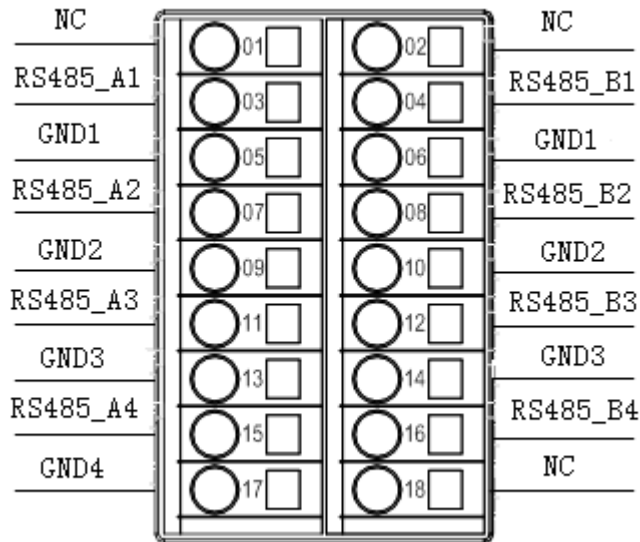 NC 01 02 NC
RS485_A1 03 04 RS485_B1
GND1 05 06 GND1
RS485_A2 07 08 RS485_B2
GND2 09 10 GND2
RS485_A3 11 12 RS485_B3
GND3 13 14 GND3
RS485_A4 15 16 RS485_B4
GND4 17 18 NC